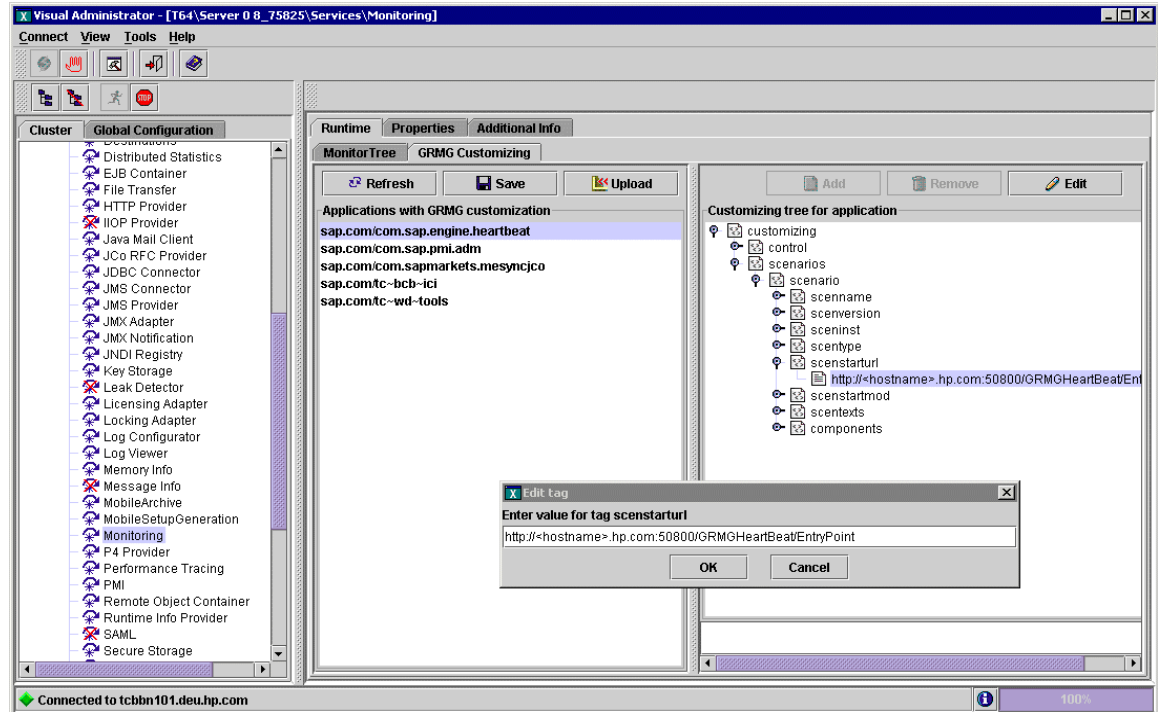 Visual Administrator - [T64\Server 0 8_75825\Services\Monitoring]
Connect View Tools Help
STOP
Cluster Global Configuration
Destinations
Distributed Statistics
EJB Container
File Transfer
HTTP Provider
IIOP Provider
Java Mail Client
JCo RFC Provider
JDBC Connector
JMS Connector
JMS Provider
JMX Adapter
JMX Notification
JNDI Registry
Key Storage
Leak Detector
Licensing Adapter
Locking Adapter
Log Configurator
Log Viewer
Memory Info
Message Info
MobileArchive
MobileSetupGeneration
Monitoring
P4 Provider
Performance Tracing
PMI
Remote Object Container
Runtime Info Provider
SAML
Secure Storage
Runtime Properties Additional Info
MonitorTree GRMG Customizing
Refresh Save Upload
Applications with GRMG customization
sap.com/com.sap.engine.heartbeat
sap.com/com.sap.pmi.adm
sap.com/com.sapmarkets.mesyncjco
sap.com/tc~bcb~ici
sap.com/tc~wd~tools
Add Remove Edit
Customizing tree for application
customizing
control
scenarios
scenario
scenname
scenversion
sceninst
scentype
scenstarturl
http://<hostname>.hp.com:50800/GRMGHeartBeat/Ent
scenstartmod
scentexts
components
Edit tag
Enter value for tag scenstarturl
http://<hostname>.hp.com:50800/GRMGHeartBeat/EntryPoint
OK Cancel
Connected to tcbbn101.deu.hp.com
100%